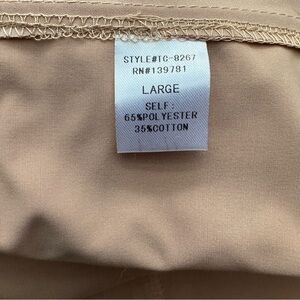 STYLE#TC-8267
RN#139781
LARGE
SELF:
65%POLYESTER
35%COTTON